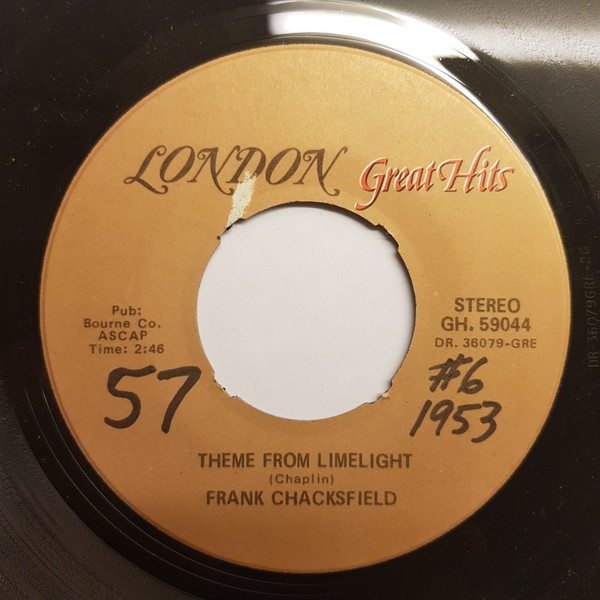 LONDON Great Hits
Pub:
Bourne Co.
ASCAP
Time: 2:46
57
STEREO
GH. 59044
DR. 36079-GRE
#6
1953
THEME FROM LIMELIGHT
(Chaplin)
FRANK CHACKSFIELD